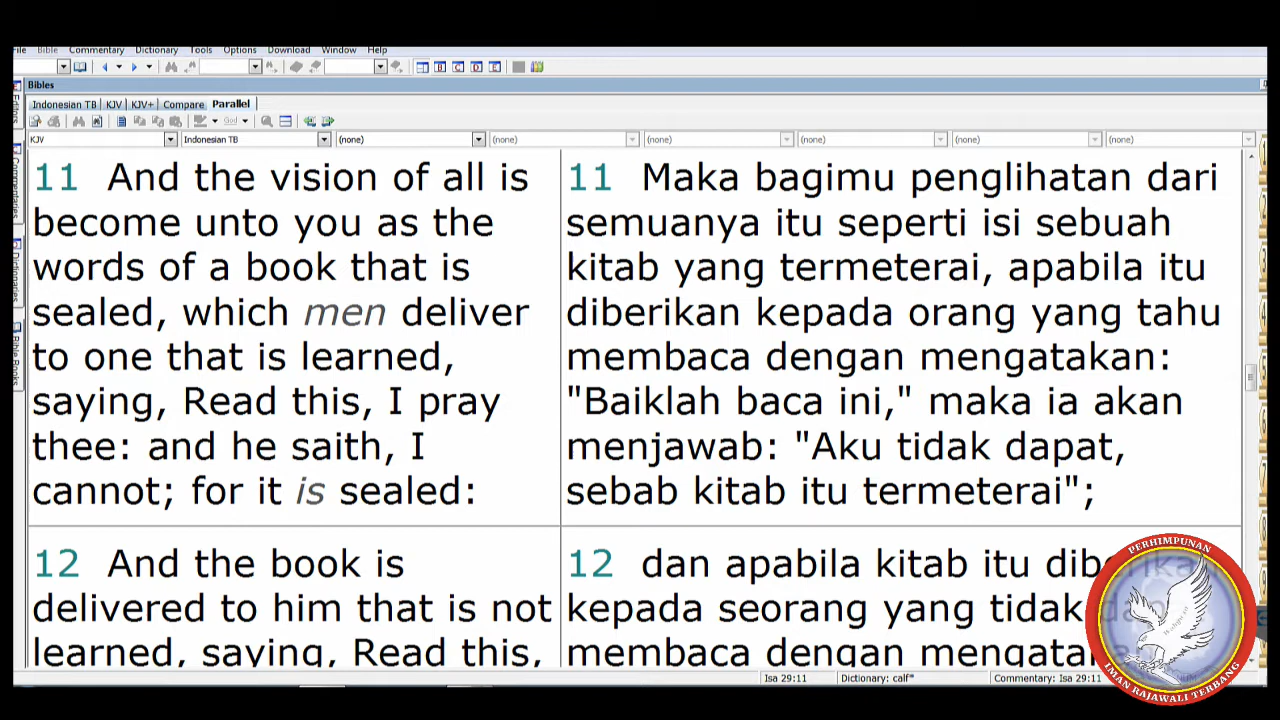 File Bible Commentary Dictionary Tools Options Download Window Help
Bibles
Indonesian TB KJV KJV+ Compare Parallel
KJV Indonesian TB (none) (none) (none) (none) (none) (none)
11 And the vision of all is
become unto you as the
words of a book that is
sealed, which men deliver
to one that is learned,
saying, Read this, I pray
thee: and he saith, I
cannot; for it is sealed:
12 And the book is
delivered to him that is not
learned, saying, Read this,
11 Maka bagimu penglihatan dari
semuanya itu seperti isi sebuah
kitab yang termeterai, apabila itu
diberikan kepada orang yang tahu
membaca dengan mengatakan:
"Baiklah baca ini," maka ia akan
menjawab: "Aku tidak dapat,
sebab kitab itu termeterai";
12 dan apabila kitab itu diberikan
kepada seorang yang tidak
membaca dengan
Editors
Commentaries
Dictionaries
Bible Books
PERHIMPUNAN
IMAN RAJAWALI TERBANG
Isa 29:11 Dictionary: calf* Commentary: Isa 29:11